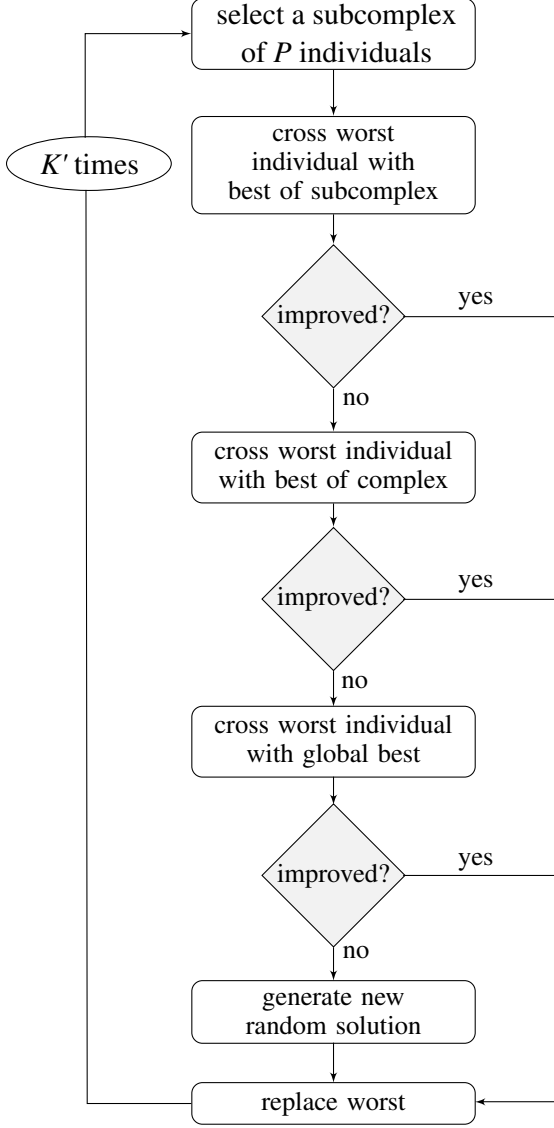 select a subcomplex
of P individuals
cross worst
individual with
best of subcomplex
K' times
improved?
yes
no
cross worst individual
with best of complex
improved?
yes
no
cross worst individual
with global best
improved?
yes
no
generate new
random solution
replace worst